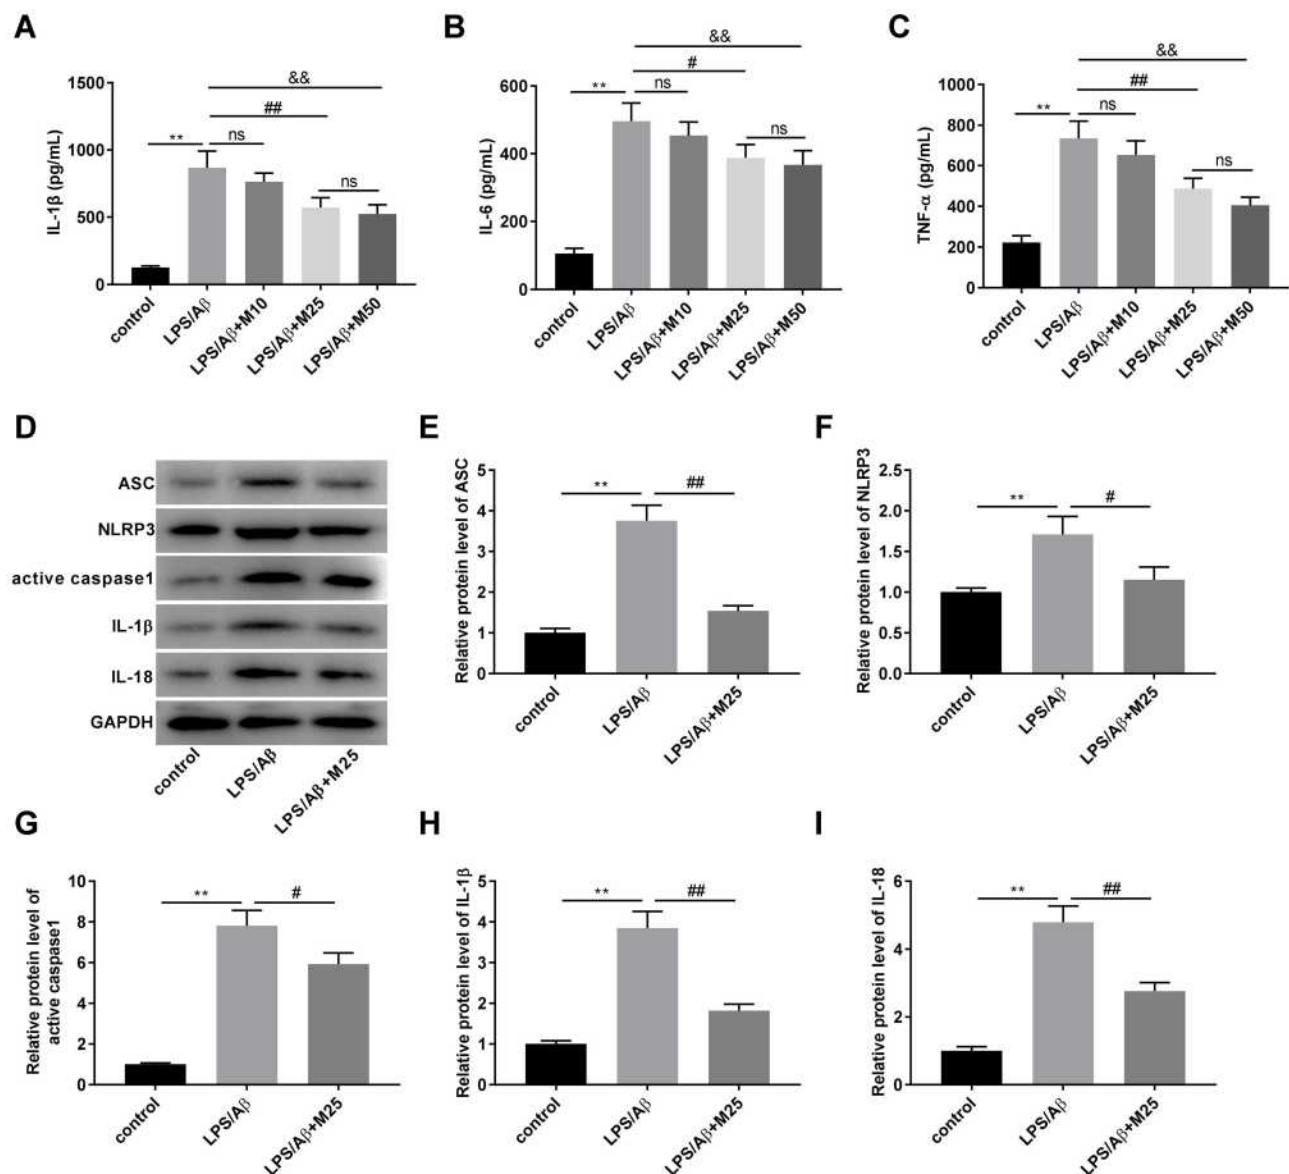 A
IL-1β (pg/mL)
1500
1000
500
0
&&
##
**
ns
ns
control
LPS/Aβ
LPS/Aβ+M10
LPS/Aβ+M25
LPS/Aβ+M50
B
IL-6 (pg/mL)
600
400
200
0
&&
#
**
ns
ns
control
LPS/Aβ
LPS/Aβ+M10
LPS/Aβ+M25
LPS/Aβ+M50
C
TNF-α (pg/mL)
1000
800
600
400
200
0
&&
##
**
ns
ns
control
LPS/Aβ
LPS/Aβ+M10
LPS/Aβ+M25
LPS/Aβ+M50
D
ASC
NLRP3
active caspase1
IL-1β
IL-18
GAPDH
control
LPS/Aβ
LPS/Aβ+M25
E
Relative protein level of ASC
5
4
3
2
1
0
**
##
control
LPS/Aβ
LPS/Aβ+M25
F
Relative protein level of NLRP3
2.5
2.0
1.5
1.0
0.5
0.0
**
#
control
LPS/Aβ
LPS/Aβ+M25
G
Relative protein level of
active caspase1
10
8
6
4
2
0
**
#
control
LPS/Aβ
LPS/Aβ+M25
H
Relative protein level of IL-1β
5
4
3
2
1
0
**
##
control
LPS/Aβ
LPS/Aβ+M25
I
Relative protein level of IL-18
6
4
2
0
**
##
control
LPS/Aβ
LPS/Aβ+M25